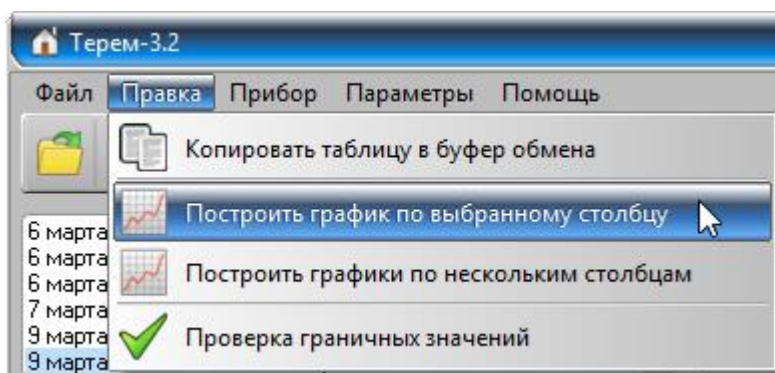 Терем-3.2
Файл Правка Прибор Параметры Помощь
Копировать таблицу в буфер обмена
Построить график по выбранному столбцу
6 марта
6 марта
Построить графики по нескольким столбцам
6 марта
7 марта
9 марта
Проверка граничных значений
9 марта